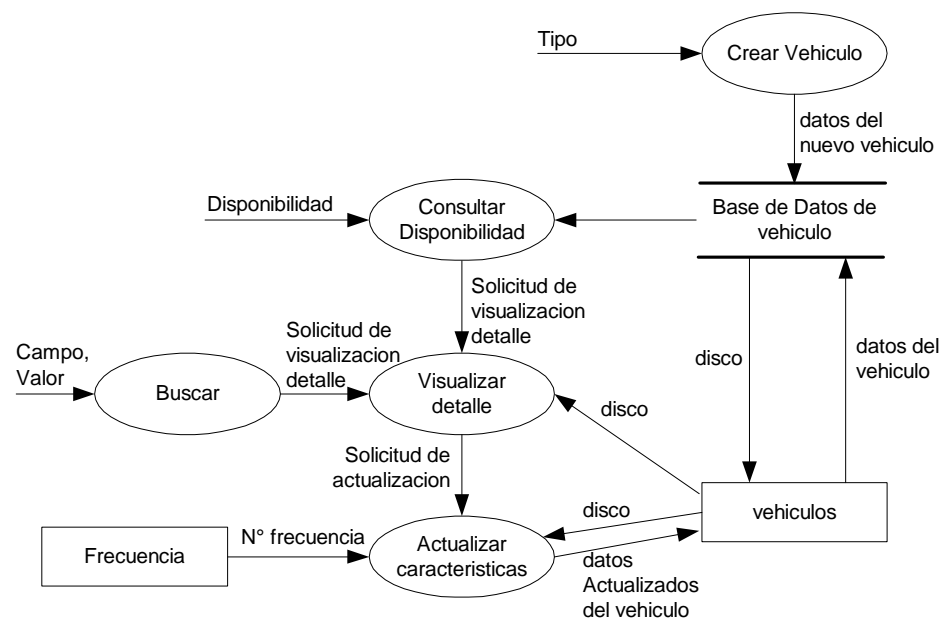 Tipo
Crear Vehiculo
datos del
nuevo vehiculo
Disponibilidad
Consultar
Disponibilidad
Base de Datos de
vehiculo
Solicitud de
visualizacion
detalle
Campo,
Valor
Buscar
Solicitud de
visualizacion
detalle
Visualizar
detalle
disco
disco
datos del
vehiculo
Solicitud de
actualizacion
Frecuencia
N° frecuencia
Actualizar
caracteristicas
disco
vehiculos
datos
Actualizados
del vehiculo